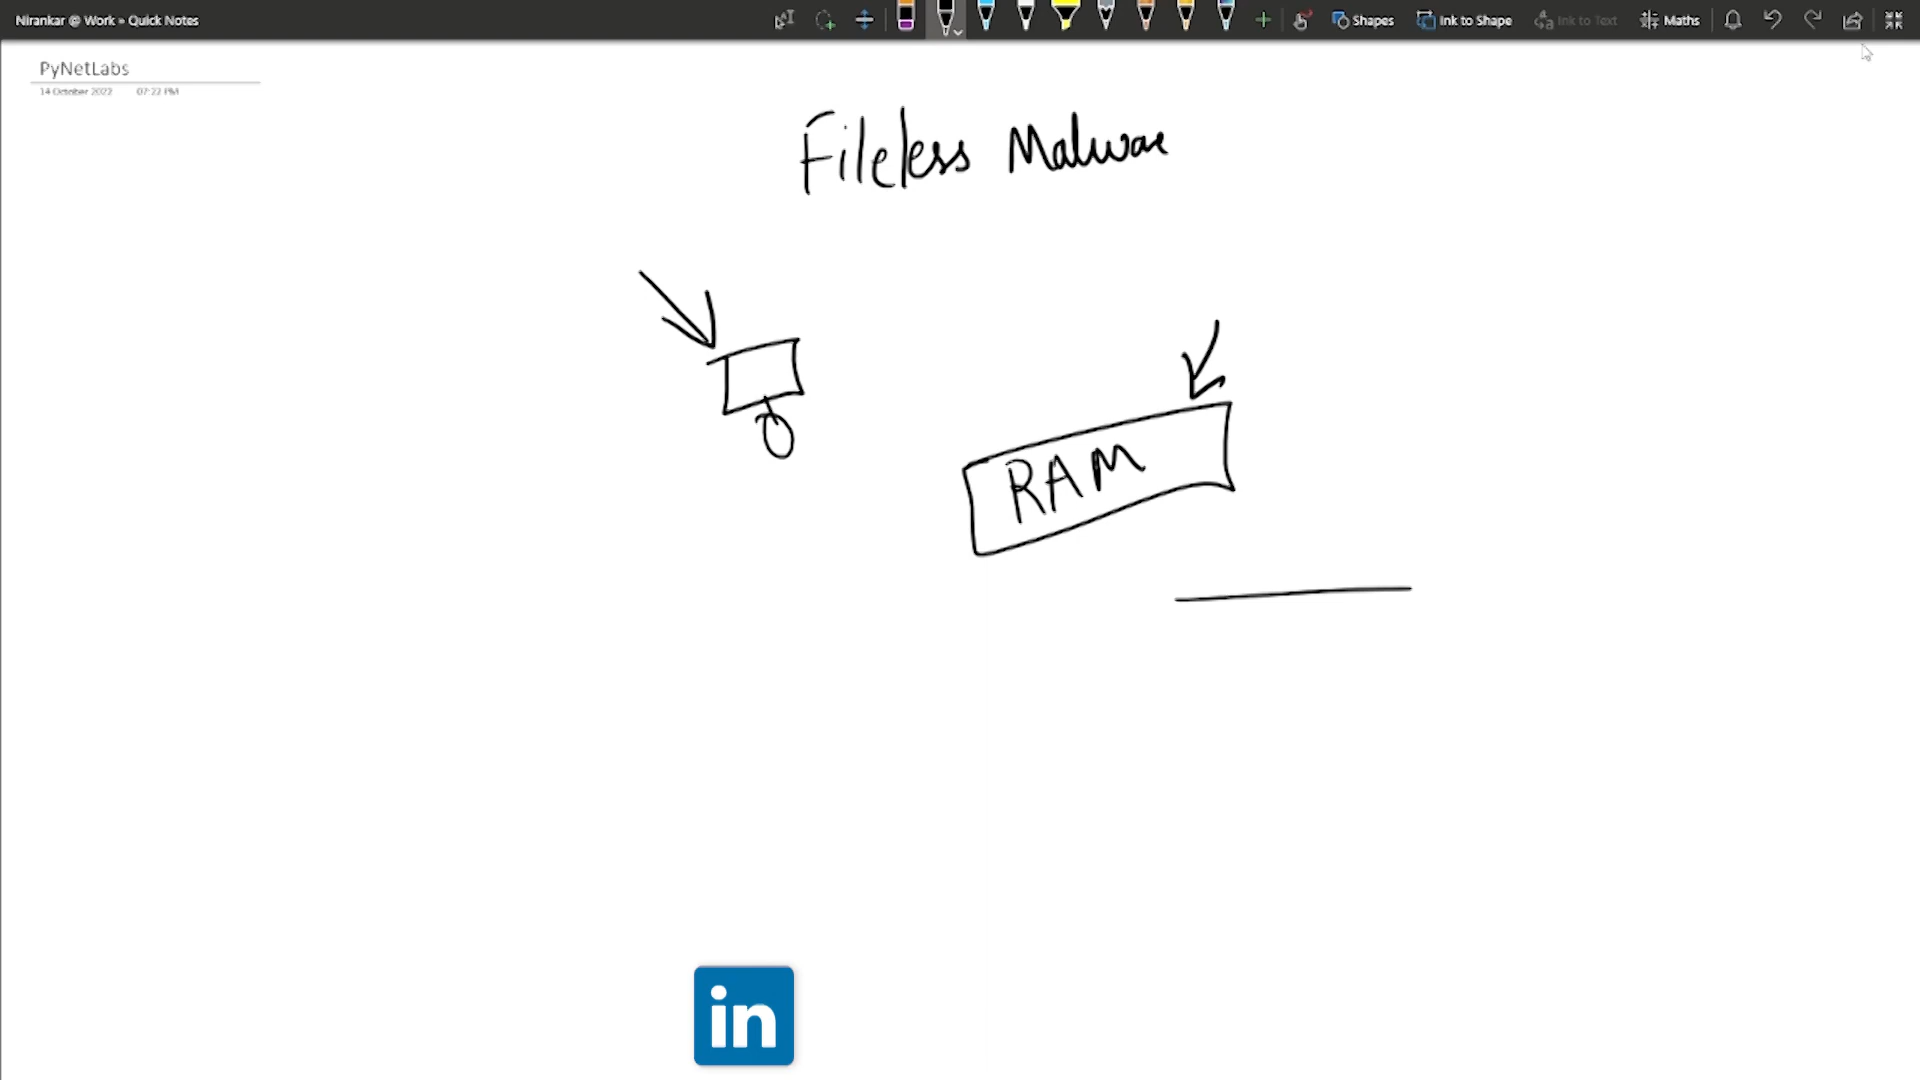 Nirankar @ Work » Quick Notes
Shapes
Ink to Shape
Ink to Text
Maths
PyNetLabs
14 October 2022 07:22 PM
Fileless Malware
RAM
in